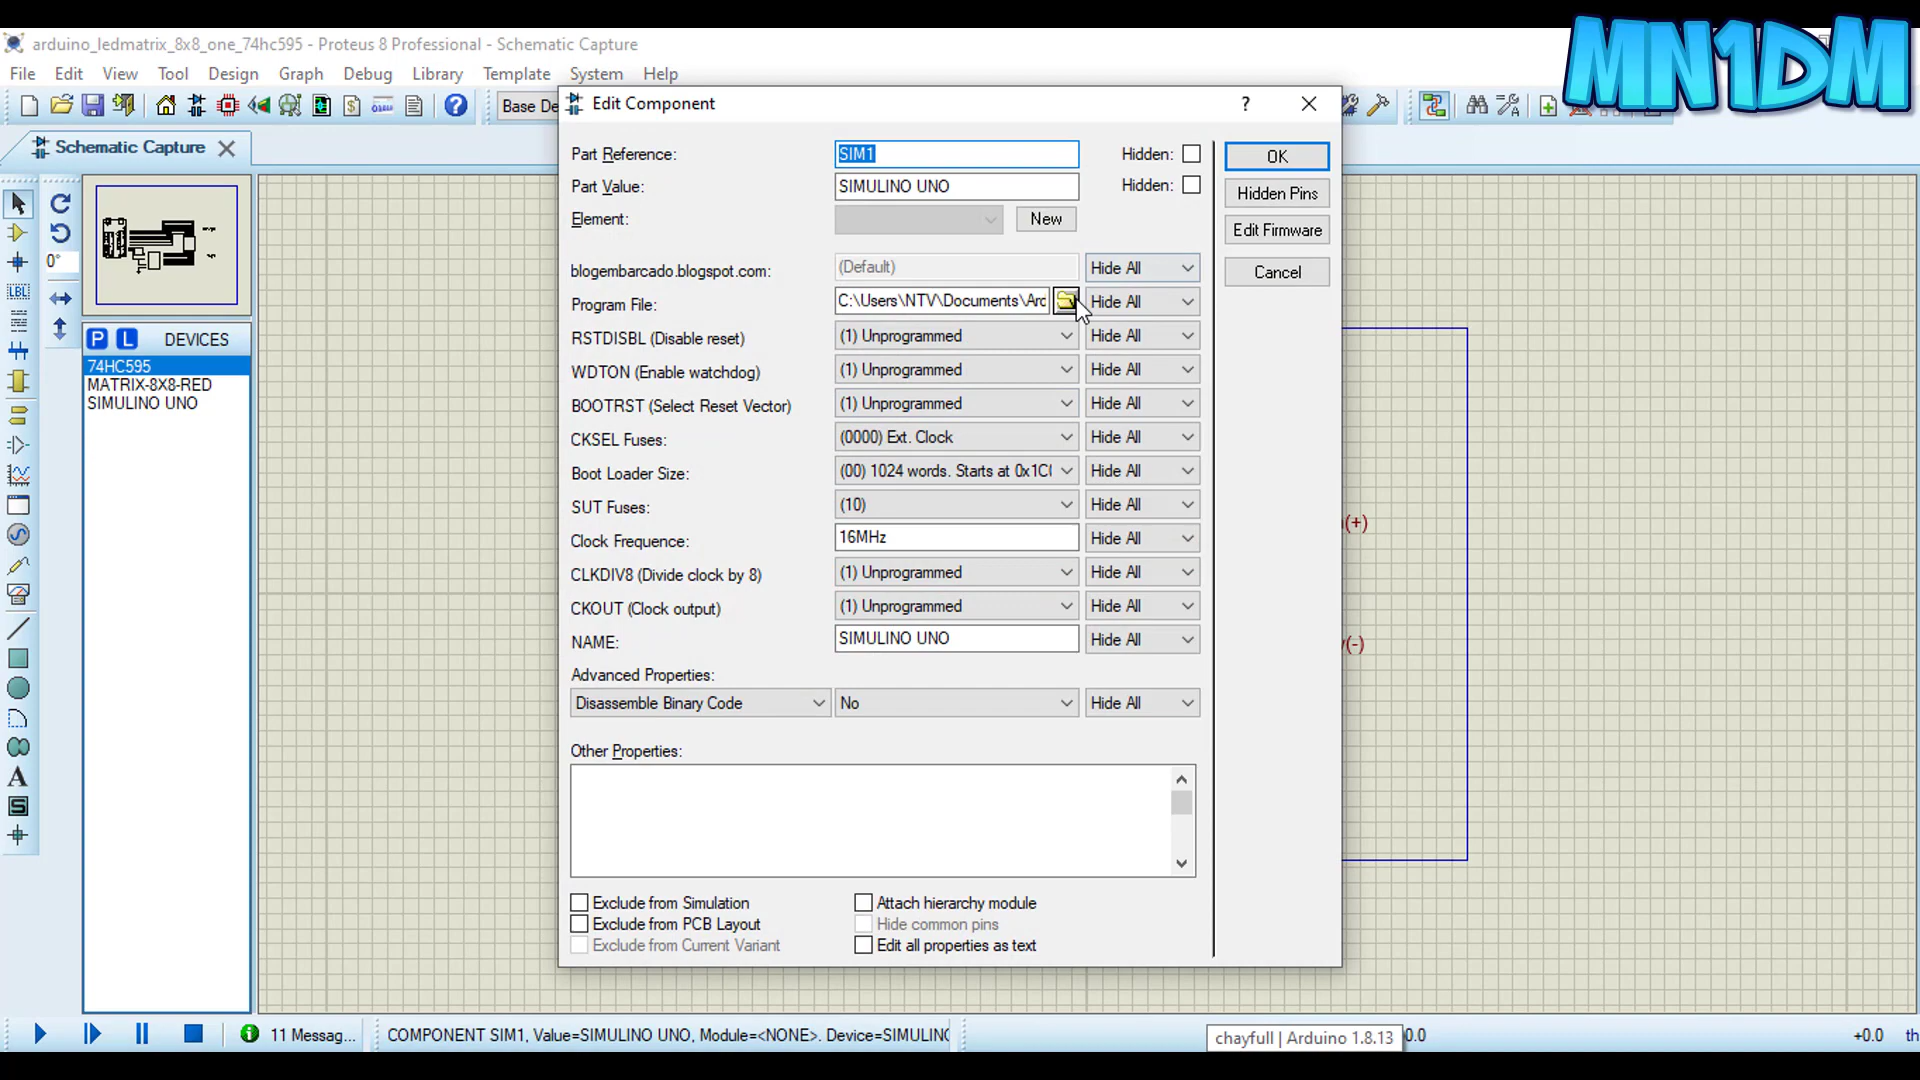 MN1DM
arduino_ledmatrix_8x8_one_74hc595 - Proteus 8 Professional - Schematic Capture
File Edit View Tool Design Graph Debug Library Template System Help
Base De
Schematic Capture
Edit Component
?
Part Reference: SIM1 Hidden:
Part Value: SIMULINO UNO Hidden:
Element: New
blogembarcado.blogspot.com: (Default) Hide All
Program File: C:\Users\NTV\Documents\Arc Hide All
RSTDISBL (Disable reset) (1) Unprogrammed Hide All
WDTON (Enable watchdog) (1) Unprogrammed Hide All
BOOTRST (Select Reset Vector) (1) Unprogrammed Hide All
CKSEL Fuses: (0000) Ext. Clock Hide All
Boot Loader Size: (00) 1024 words. Starts at 0x1C( Hide All
SUT Fuses: (10) Hide All
Clock Frequence: 16MHz Hide All
CLKDIV8 (Divide clock by 8) (1) Unprogrammed Hide All
CKOUT (Clock output) (1) Unprogrammed Hide All
NAME: SIMULINO UNO Hide All
Advanced Properties:
Disassemble Binary Code No Hide All
Other Properties:
Exclude from Simulation Attach hierarchy module
Exclude from PCB Layout Hide common pins
Exclude from Current Variant Edit all properties as text
OK
Hidden Pins
Edit Firmware
Cancel
0°
LBL
P L DEVICES
74HC595
MATRIX-8X8-RED
SIMULINO UNO
A
S
(+)
(-)
11 Messag...
COMPONENT SIM1, Value=SIMULINO UNO, Module=<NONE>. Device=SIMULIN
chayfull | Arduino 1.8.13
0.0
+0.0
th